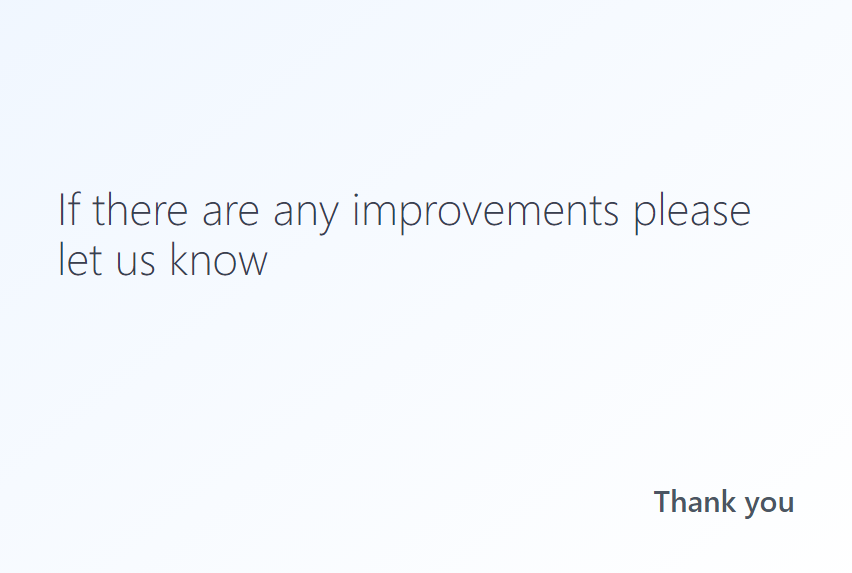 If there are any improvements please
let us know
Thank you